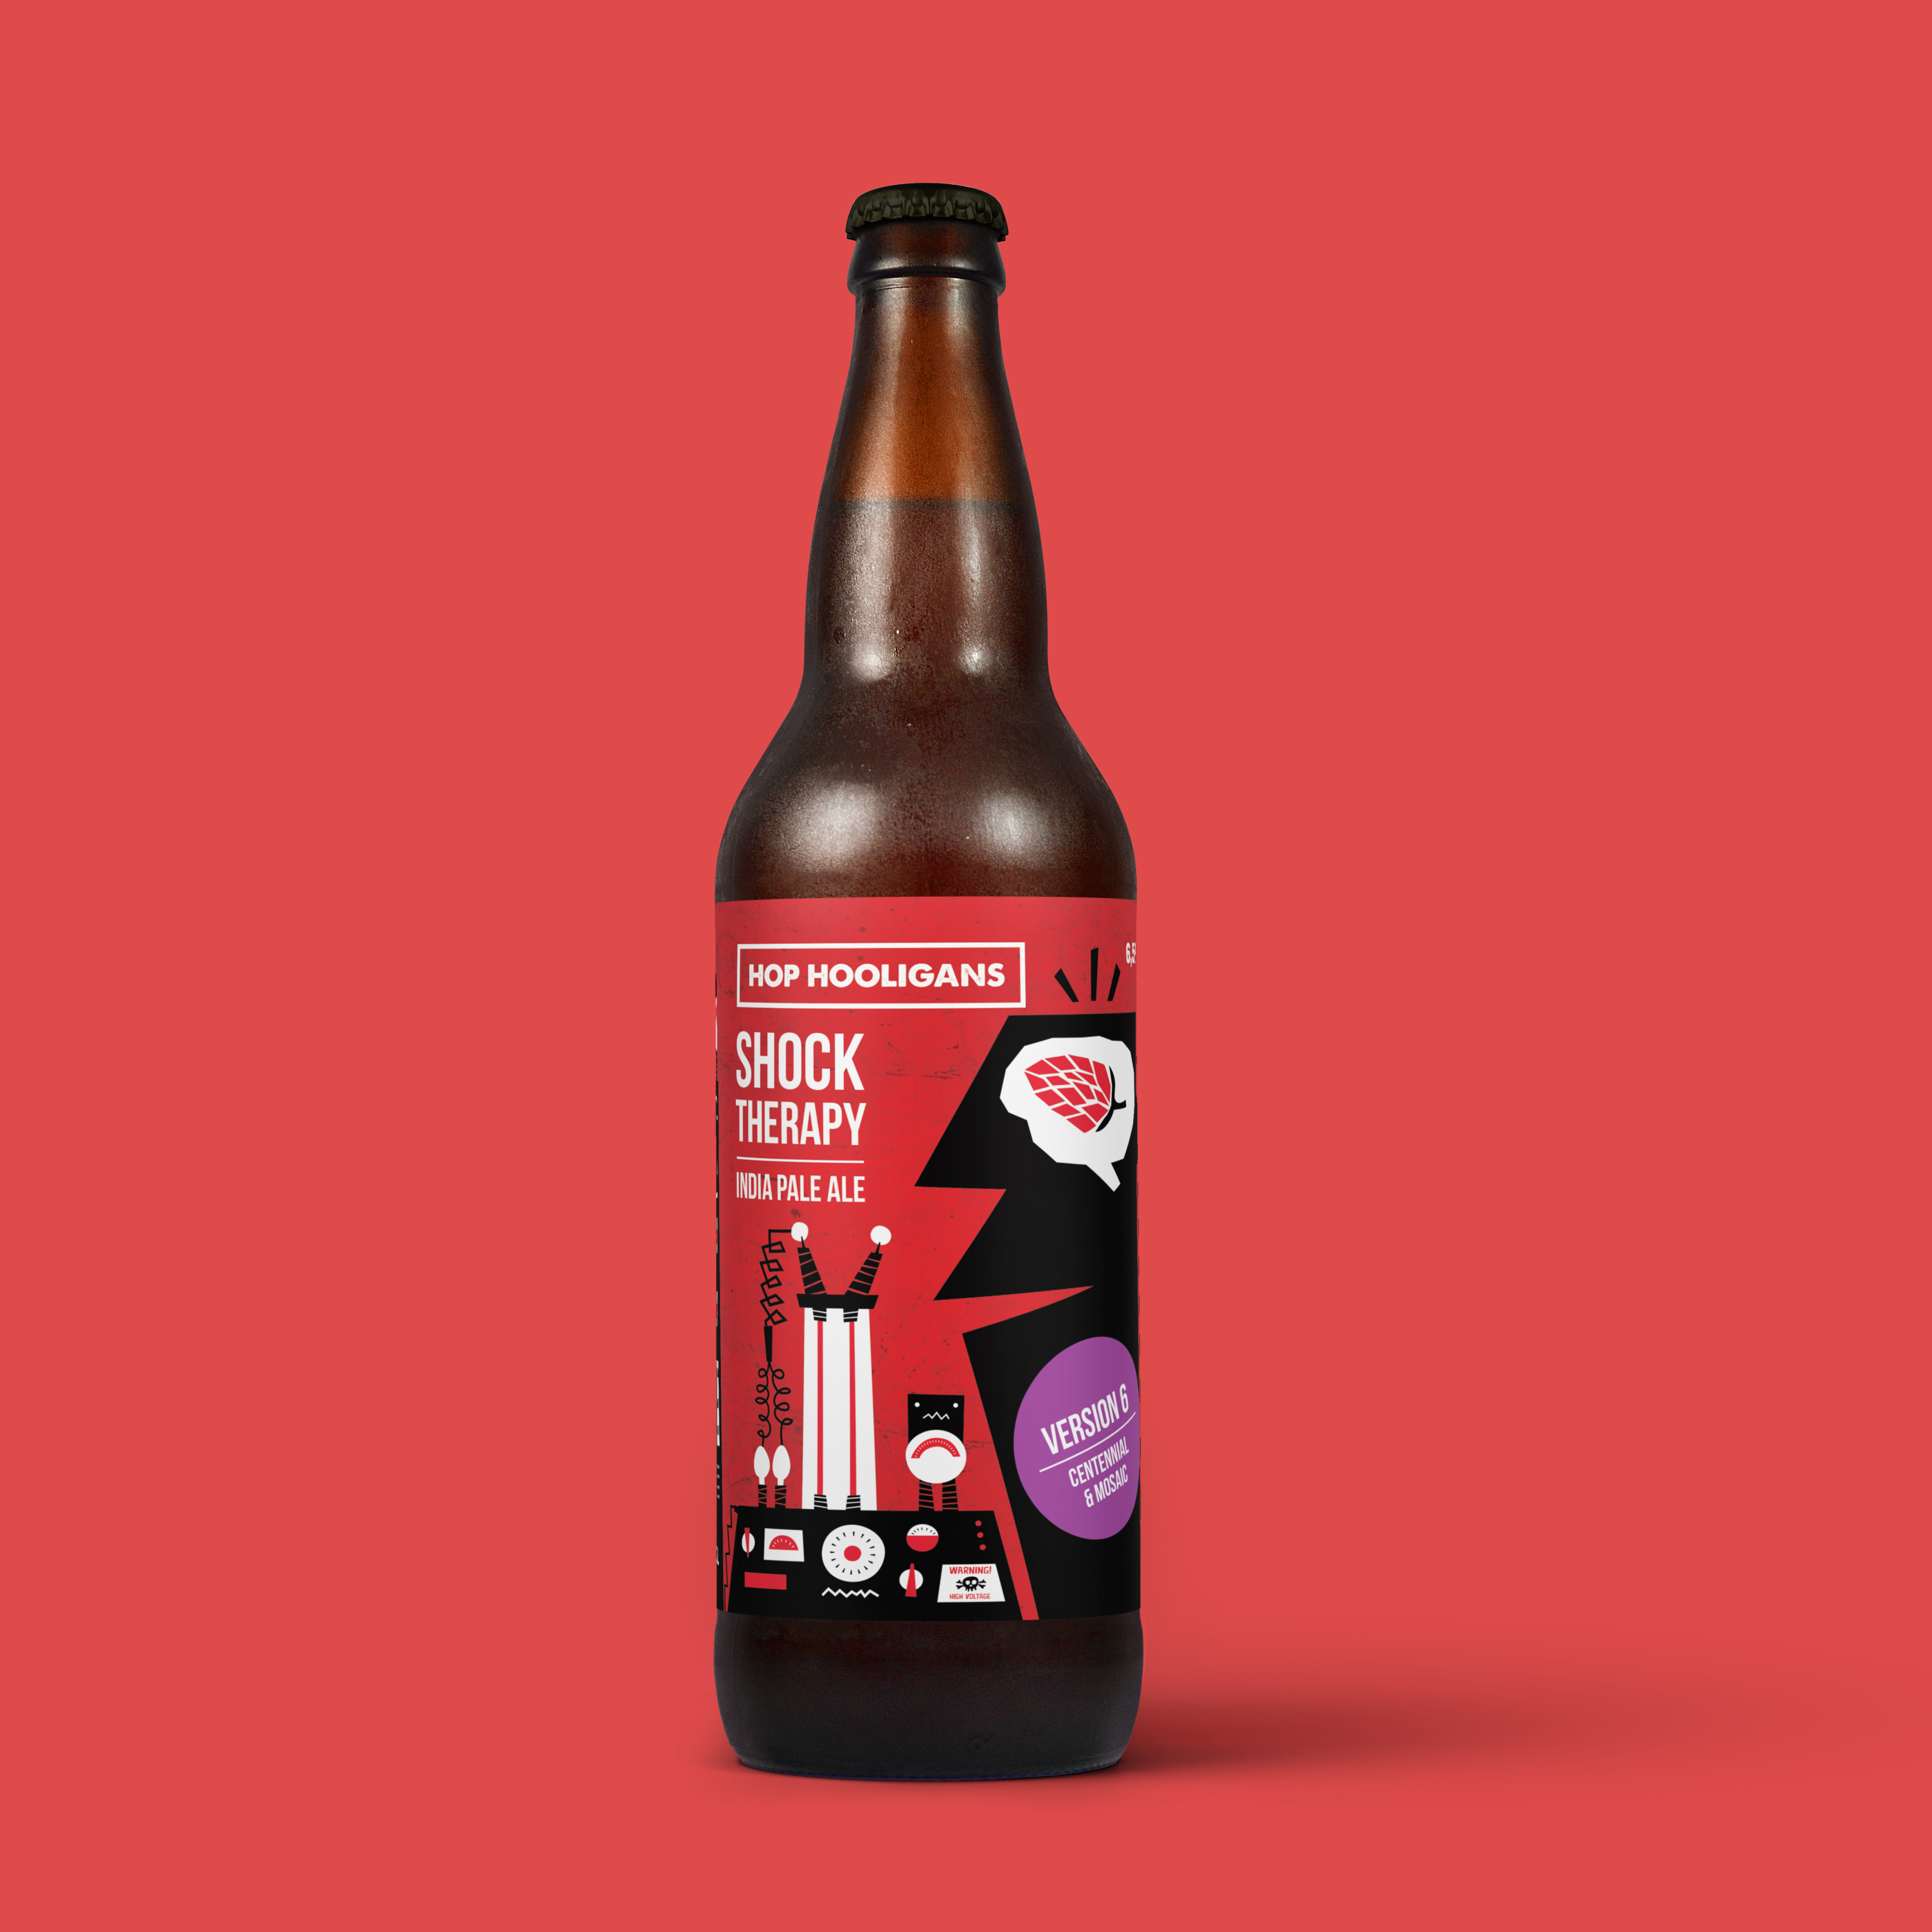 HOP HOOLIGANS
SHOCK
THERAPY
INDIA PALE ALE
VERSION 6
CENTENNIAL
& MOSAIC
WARNING!
HIGH VOLTAGE